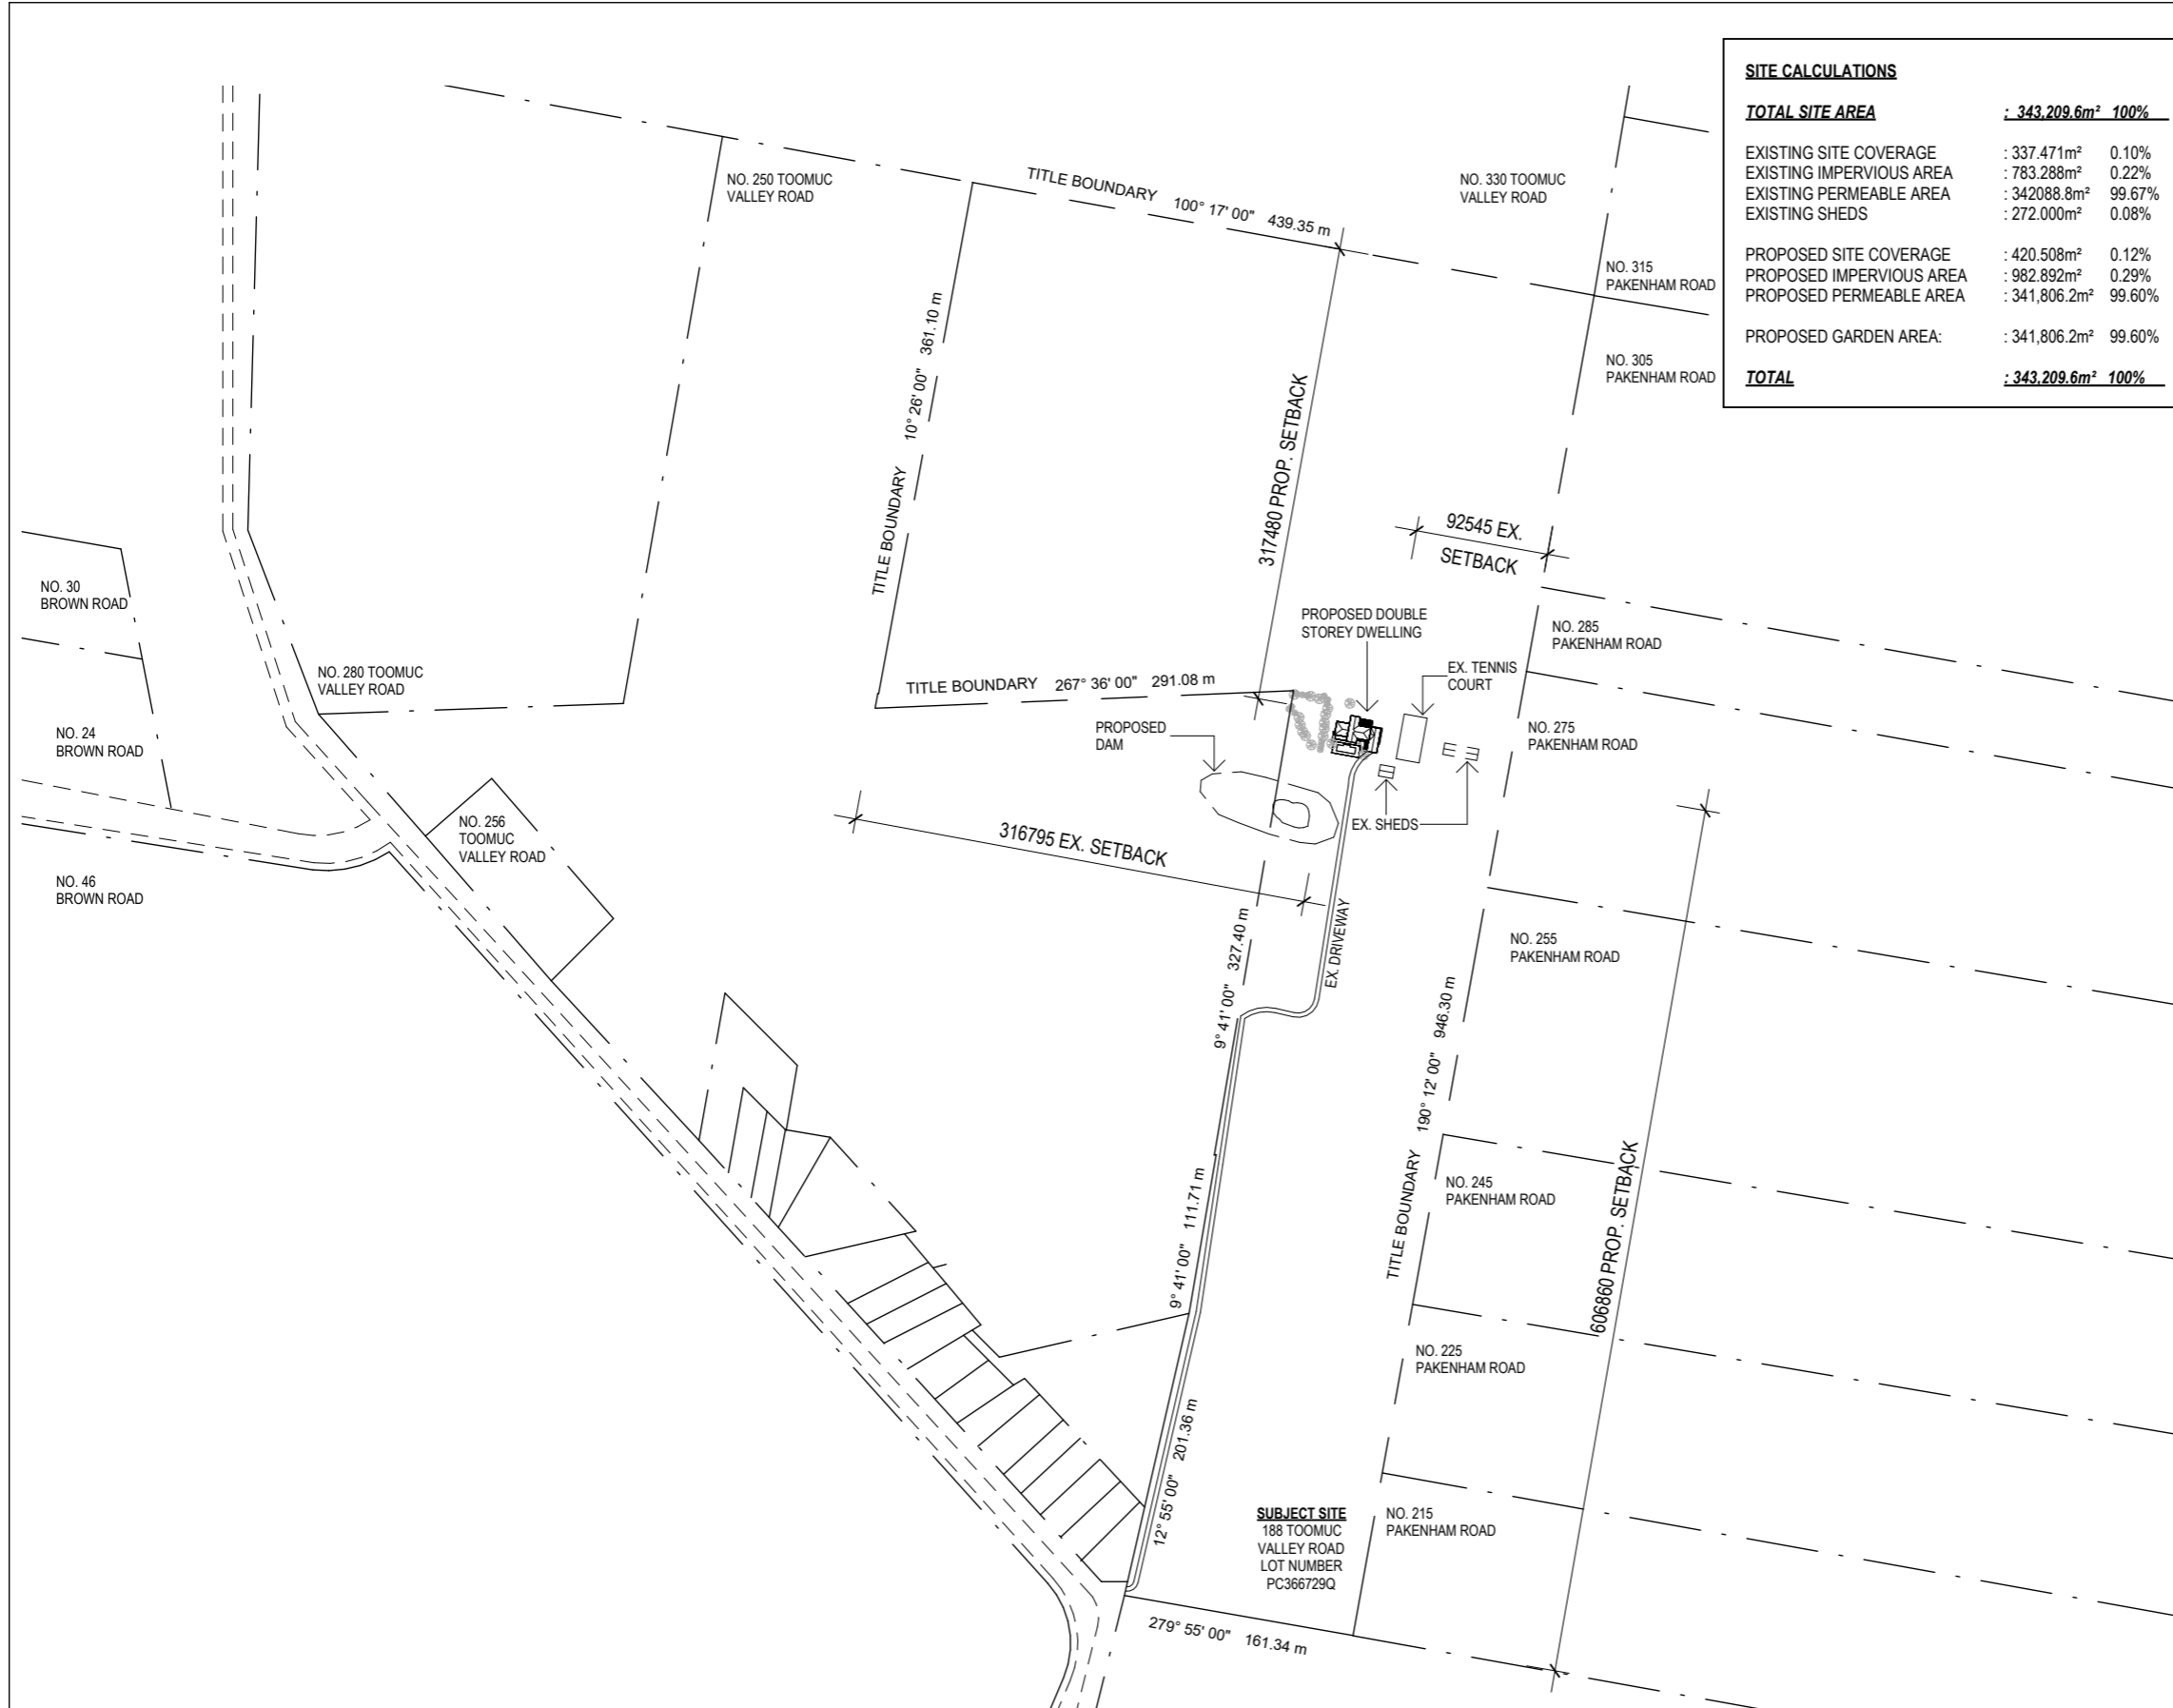 SITE CALCULATIONS
TOTAL SITE AREA : 343,209.6m² 100%
EXISTING SITE COVERAGE : 337.471m² 0.10%
EXISTING IMPERVIOUS AREA : 783.288m² 0.22%
EXISTING PERMEABLE AREA : 342088.8m² 99.67%
EXISTING SHEDS : 272.000m² 0.08%
PROPOSED SITE COVERAGE : 420.508m² 0.12%
PROPOSED IMPERVIOUS AREA : 982.892m² 0.29%
PROPOSED PERMEABLE AREA : 341,806.2m² 99.60%
PROPOSED GARDEN AREA: : 341,806.2m² 99.60%
TOTAL : 343,209.6m² 100%
NO. 250 TOOMUC
VALLEY ROAD
TITLE BOUNDARY 100° 17' 00" 439.35 m
NO. 330 TOOMUC
VALLEY ROAD
NO. 315
PAKENHAM ROAD
NO. 305
PAKENHAM ROAD
TITLE BOUNDARY 10° 26' 00" 361.10 m
317480 PROP. SETBACK
92545 EX.
SETBACK
NO. 30
BROWN ROAD
PROPOSED DOUBLE
STOREY DWELLING
NO. 285
PAKENHAM ROAD
NO. 280 TOOMUC
VALLEY ROAD
TITLE BOUNDARY 267° 36' 00" 291.08 m
EX. TENNIS
COURT
NO. 24
BROWN ROAD
PROPOSED
DAM
NO. 275
PAKENHAM ROAD
NO. 256
TOOMUC
VALLEY ROAD
316795 EX. SETBACK
EX. SHEDS
NO. 46
BROWN ROAD
9° 41' 00" 327.40 m
EX. DRIVEWAY
NO. 255
PAKENHAM ROAD
TITLE BOUNDARY 190° 12' 00" 946.30 m
9° 41' 00" 111.71 m
NO. 245
PAKENHAM ROAD
606860 PROP. SETBACK
NO. 225
PAKENHAM ROAD
12° 55' 00" 201.36 m
SUBJECT SITE
188 TOOMUC
VALLEY ROAD
LOT NUMBER
PC366729Q
NO. 215
PAKENHAM ROAD
279° 55' 00" 161.34 m